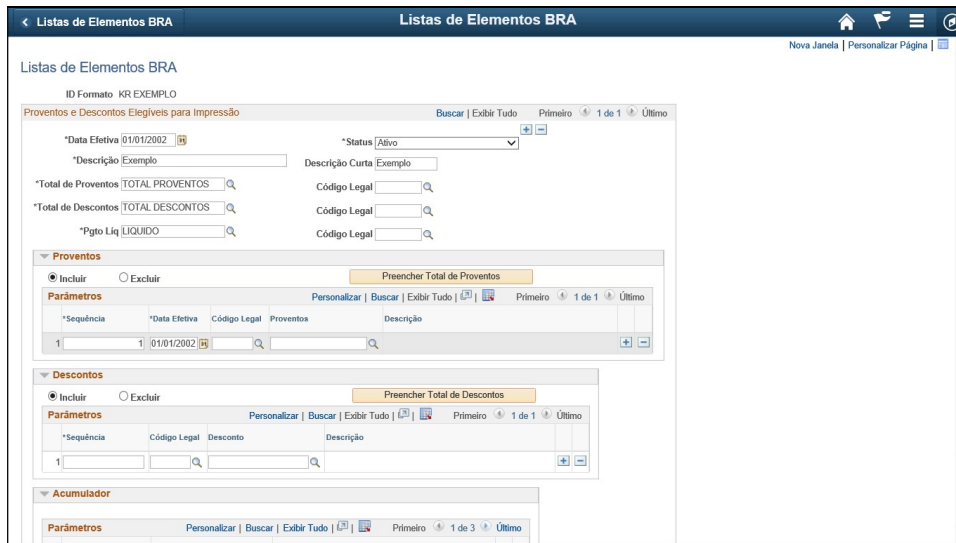 Listas de Elementos BRA
Listas de Elementos BRA
Nova Janela | Personalizar Página |
Listas de Elementos BRA
ID Formato KR EXEMPLO
Proventos e Descontos Elegíveis para Impressão Buscar | Exibir Tudo Primeiro 1 de 1 Último
*Data Efetiva 01/01/2002 *Status Ativo
*Descrição Exemplo Descrição Curta Exemplo
*Total de Proventos TOTAL PROVENTOS Código Legal
*Total de Descontos TOTAL DESCONTOS Código Legal
*Pgto Líq LIQUIDO Código Legal
Proventos
Incluir Excluir Preencher Total de Proventos
Parâmetros Personalizar | Buscar | Exibir Tudo | | Primeiro 1 de 1 Último
*Sequência *Data Efetiva Código Legal Proventos Descrição
1 1 01/01/2002
Descontos
Incluir Excluir Preencher Total de Descontos
Parâmetros Personalizar | Buscar | Exibir Tudo | | Primeiro 1 de 1 Último
*Sequência Código Legal Desconto Descrição
1
Acumulador
Parâmetros Personalizar | Buscar | Exibir Tudo | | Primeiro 1 de 3 Último